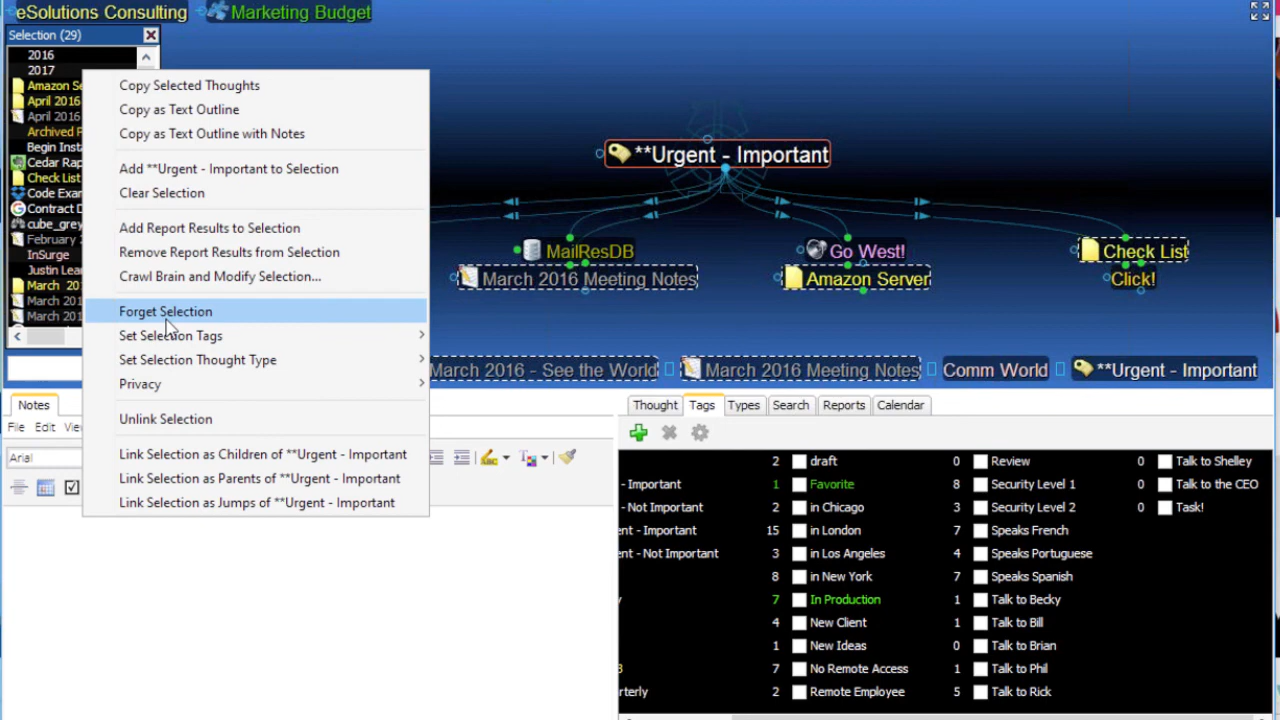 eSolutions Consulting
Marketing Budget
Selection (29)
2016
2017
Amazon Se
April 2016
April 2016
Archived P
Begin Inst
Cedar Rap
Check List
Code Exar
Contract D
cube_grey
February
InSurge
Justin Lea
March 20
March 20
March 20
Copy Selected Thoughts
Copy as Text Outline
Copy as Text Outline with Notes
Add **Urgent - Important to Selection
Clear Selection
Add Report Results to Selection
Remove Report Results from Selection
Crawl Brain and Modify Selection...
Forget Selection
Set Selection Tags
Set Selection Thought Type
Privacy
Unlink Selection
Link Selection as Children of **Urgent - Important
Link Selection as Parents of **Urgent - Important
Link Selection as Jumps of **Urgent - Important
**Urgent - Important
MailResDB
Go West!
Check List
March 2016 Meeting Notes
Amazon Server
Click!
March 2016 - See the World
March 2016 Meeting Notes
Comm World
**Urgent - Important
Notes
File Edit Vie
Arial
Thought Tags Types Search Reports Calendar
2 draft 0 Review 0 Talk to Shelley
- Important 1 Favorite 8 Security Level 1 0 Talk to the CEO
- Not Important 2 in Chicago 3 Security Level 2 0 Task!
ent - Important 15 in London 7 Speaks French
ent - Not Important 3 in Los Angeles 4 Speaks Portuguese
8 in New York 7 Speaks Spanish
7 In Production 1 Talk to Becky
4 New Client 1 Talk to Bill
1 New Ideas 0 Talk to Brian
7 No Remote Access 1 Talk to Phil
rterly 2 Remote Employee 5 Talk to Rick